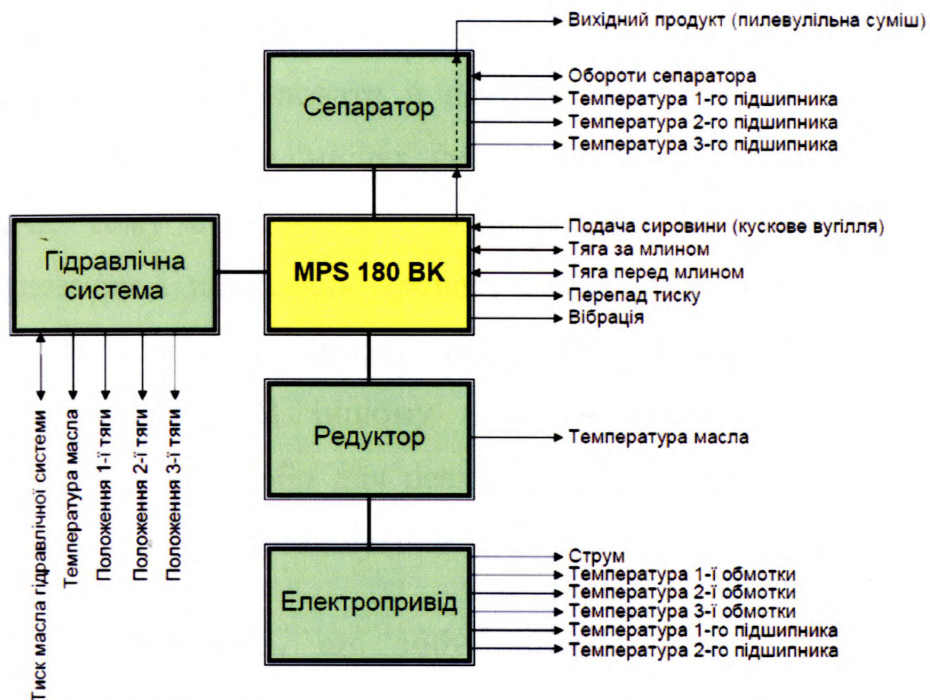 Вихідний продукт (пилевулільна суміш)
Сепаратор
Обороти сепаратора
Температура 1-го підшипника
Температура 2-го підшипника
Температура 3-го підшипника
Гідравлічна
система
MPS 180 BK
Подача сировини (кускове вугілля)
Тяга за млином
Тяга перед млином
Перепад тиску
Вібрація
Тиск масла гідравлічної системи
Температура масла
Положення 1-ї тяги
Положення 2-ї тяги
Положення 3-ї тяги
Редуктор
Температура масла
Електропривід
Струм
Температура 1-ї обмотки
Температура 2-ї обмотки
Температура 3-ї обмотки
Температура 1-го підшипника
Температура 2-го підшипника